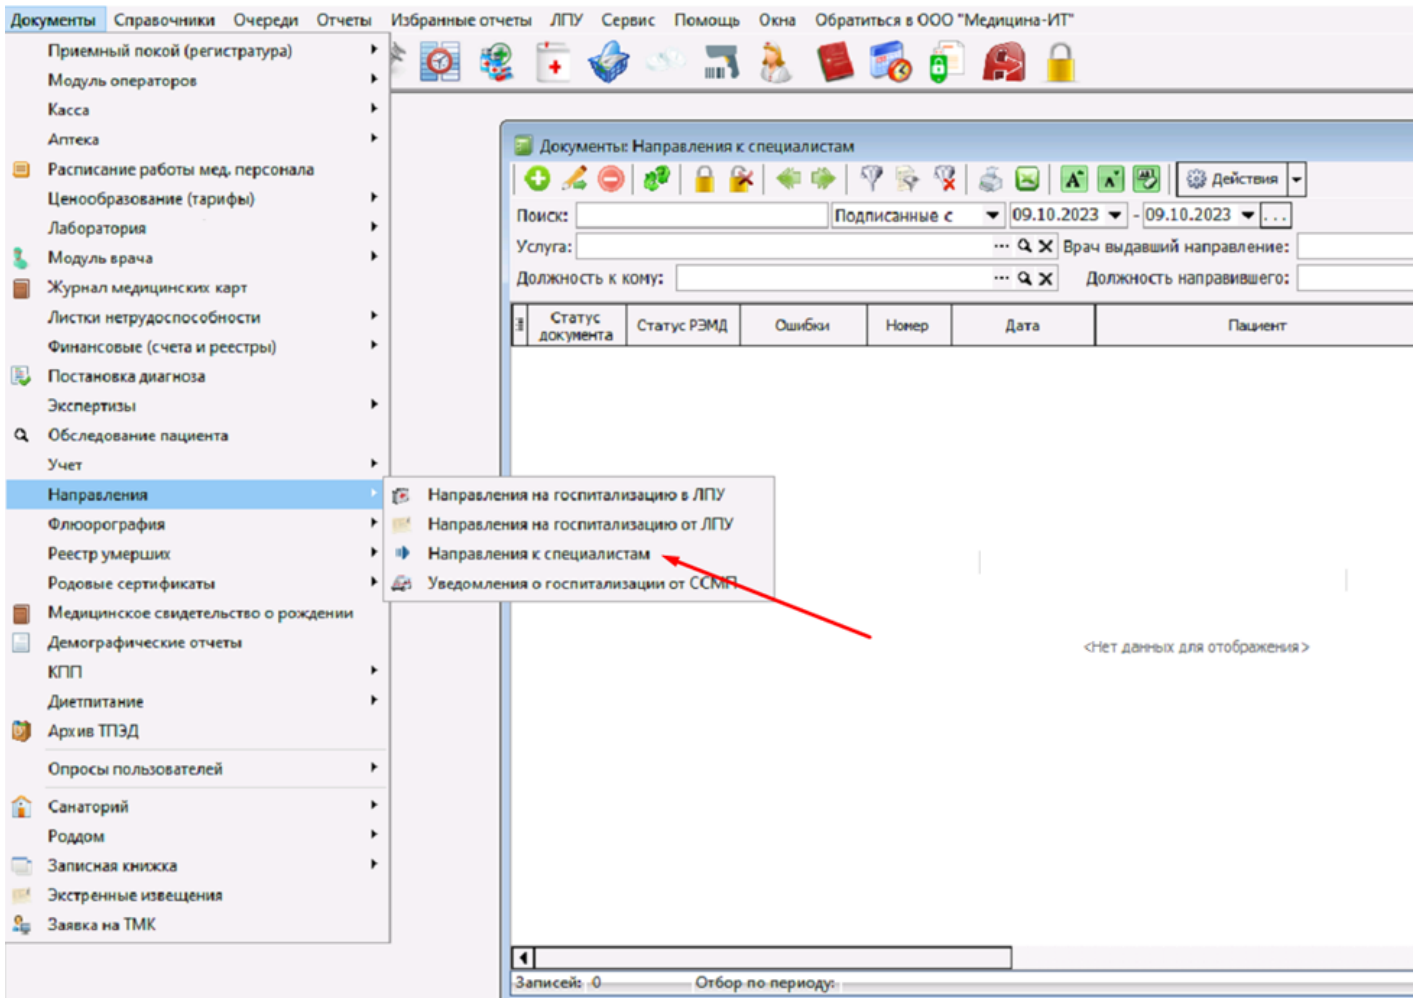 Документы Справочники Очереди Отчеты Избранные отчеты ЛПУ Сервис Помощь Окна Обратиться в ООО "Медицина-ИТ"
Приемный покой (регистратура)
Модуль операторов
Касса
Аптека
Расписание работы мед. персонала
Ценообразование (тарифы)
Лаборатория
Модуль врача
Журнал медицинских карт
Листки нетрудоспособности
Финансовые (счета и реестры)
Постановка диагноза
Экспертизы
Обследование пациента
Учет
Направления
Флюорография
Реестр умерших
Родовые сертификаты
Медицинское свидетельство о рождении
Демографические отчеты
КПП
Диетпитание
Архив ТПЭД
Опросы пользователей
Санаторий
Роддом
Записная книжка
Экстренные извещения
Заявка на ТМК
Направления на госпитализацию в ЛПУ
Направления на госпитализацию от ЛПУ
Направления к специалистам
Уведомления о госпитализации от ССМП
Документы: Направления к специалистам
Действия
Поиск: Подписанные с 09.10.2023 - 09.10.2023 ...
Услуга: ... Врач выдавший направление:
Должность к кому: ... Должность направившего:
Статус документа Статус РЭМД Ошибки Номер Дата Пациент
<Нет данных для отображения>
Записей: 0 Отбор по периоду: